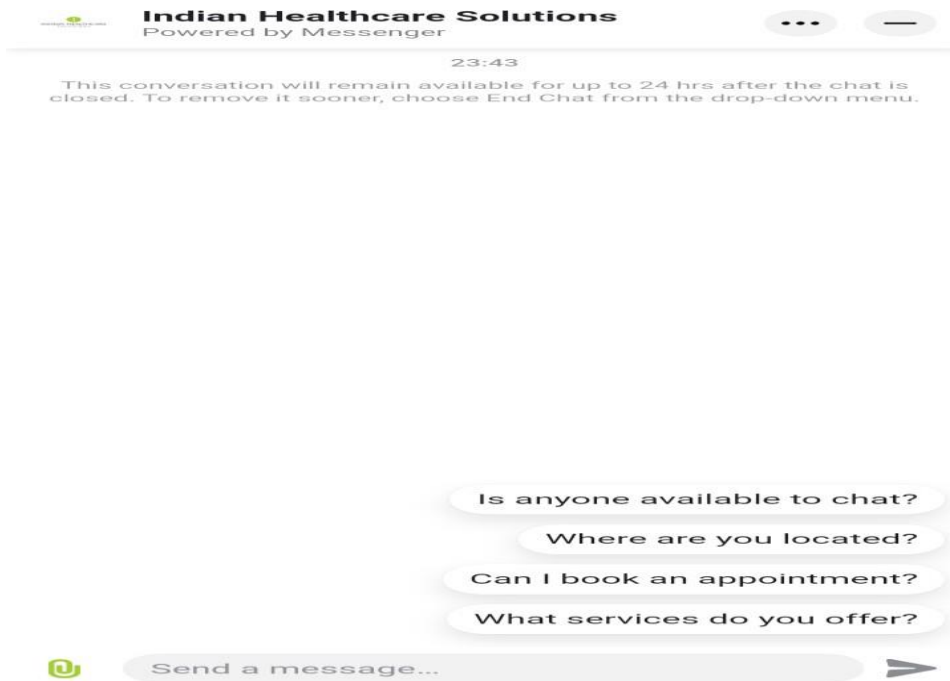 Indian Healthcare Solutions
Powered by Messenger
23:43
This conversation will remain available for up to 24 hrs after the chat is
closed. To remove it sooner, choose End Chat from the drop-down menu.
Is anyone available to chat?
Where are you located?
Can I book an appointment?
What services do you offer?
Send a message...